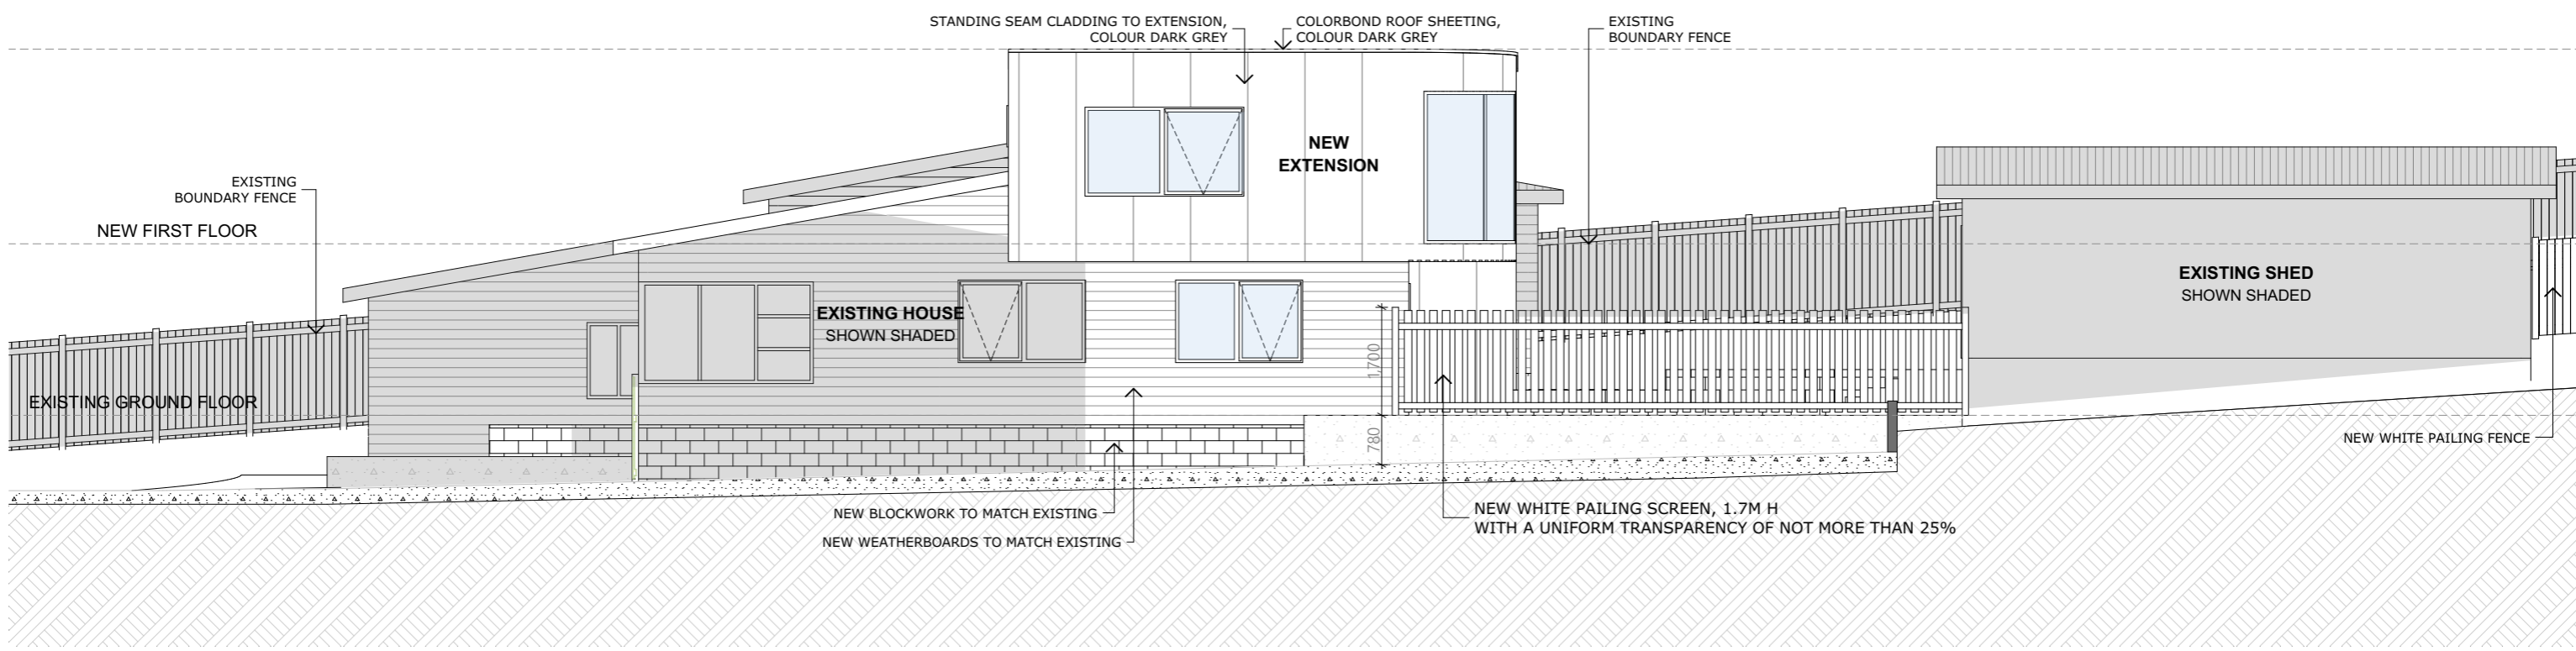 STANDING SEAM CLADDING TO EXTENSION,
COLOUR DARK GREY
COLORBOND ROOF SHEETING,
COLOUR DARK GREY
EXISTING
BOUNDARY FENCE
NEW
EXTENSION
EXISTING
BOUNDARY FENCE
NEW FIRST FLOOR
EXISTING SHED
SHOWN SHADED
EXISTING HOUSE
SHOWN SHADED
1,700
EXISTING GROUND FLOOR
780
NEW WHITE PAILING FENCE
NEW BLOCKWORK TO MATCH EXISTING
NEW WEATHERBOARDS TO MATCH EXISTING
NEW WHITE PAILING SCREEN, 1.7M H
WITH A UNIFORM TRANSPARENCY OF NOT MORE THAN 25%